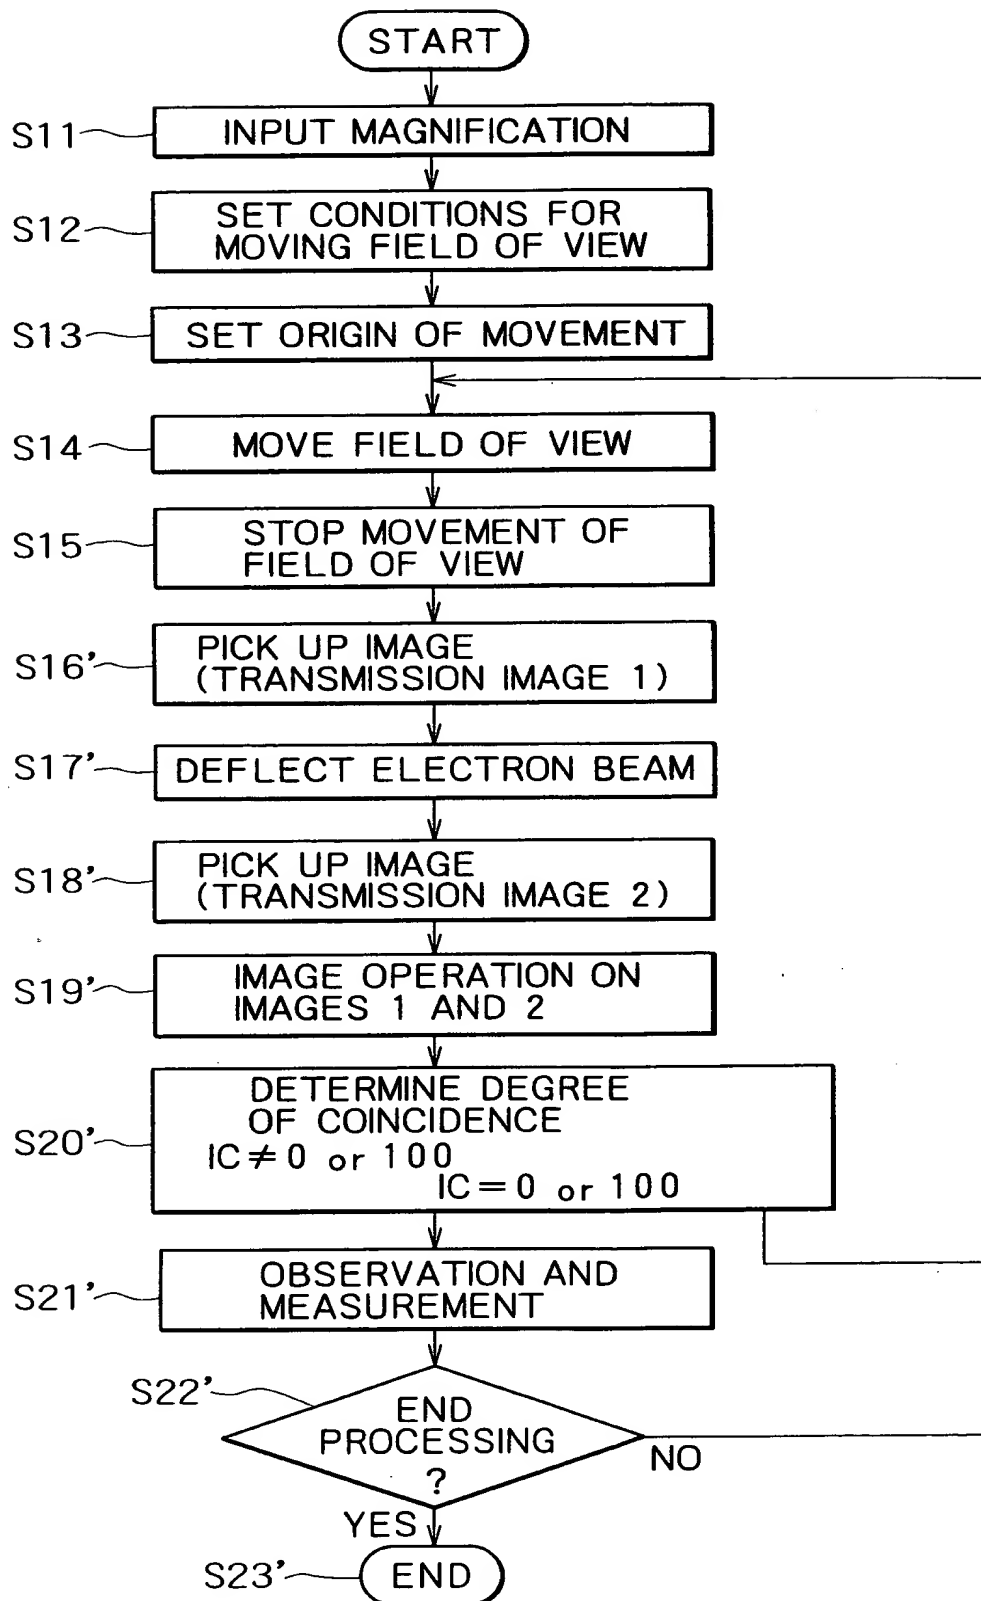 START
S11
INPUT MAGNIFICATION
S12
SET CONDITIONS FOR
MOVING FIELD OF VIEW
S13
SET ORIGIN OF MOVEMENT
S14
MOVE FIELD OF VIEW
S15
STOP MOVEMENT OF
FIELD OF VIEW
S16'
PICK UP IMAGE
(TRANSMISSION IMAGE 1)
S17'
DEFLECT ELECTRON BEAM
S18'
PICK UP IMAGE
(TRANSMISSION IMAGE 2)
S19'
IMAGE OPERATION ON
IMAGES 1 AND 2
S20'
DETERMINE DEGREE
OF COINCIDENCE
IC≠0 or 100
IC=0 or 100
S21'
OBSERVATION AND
MEASUREMENT
S22'
END
PROCESSING
?
NO
YES
S23'
END